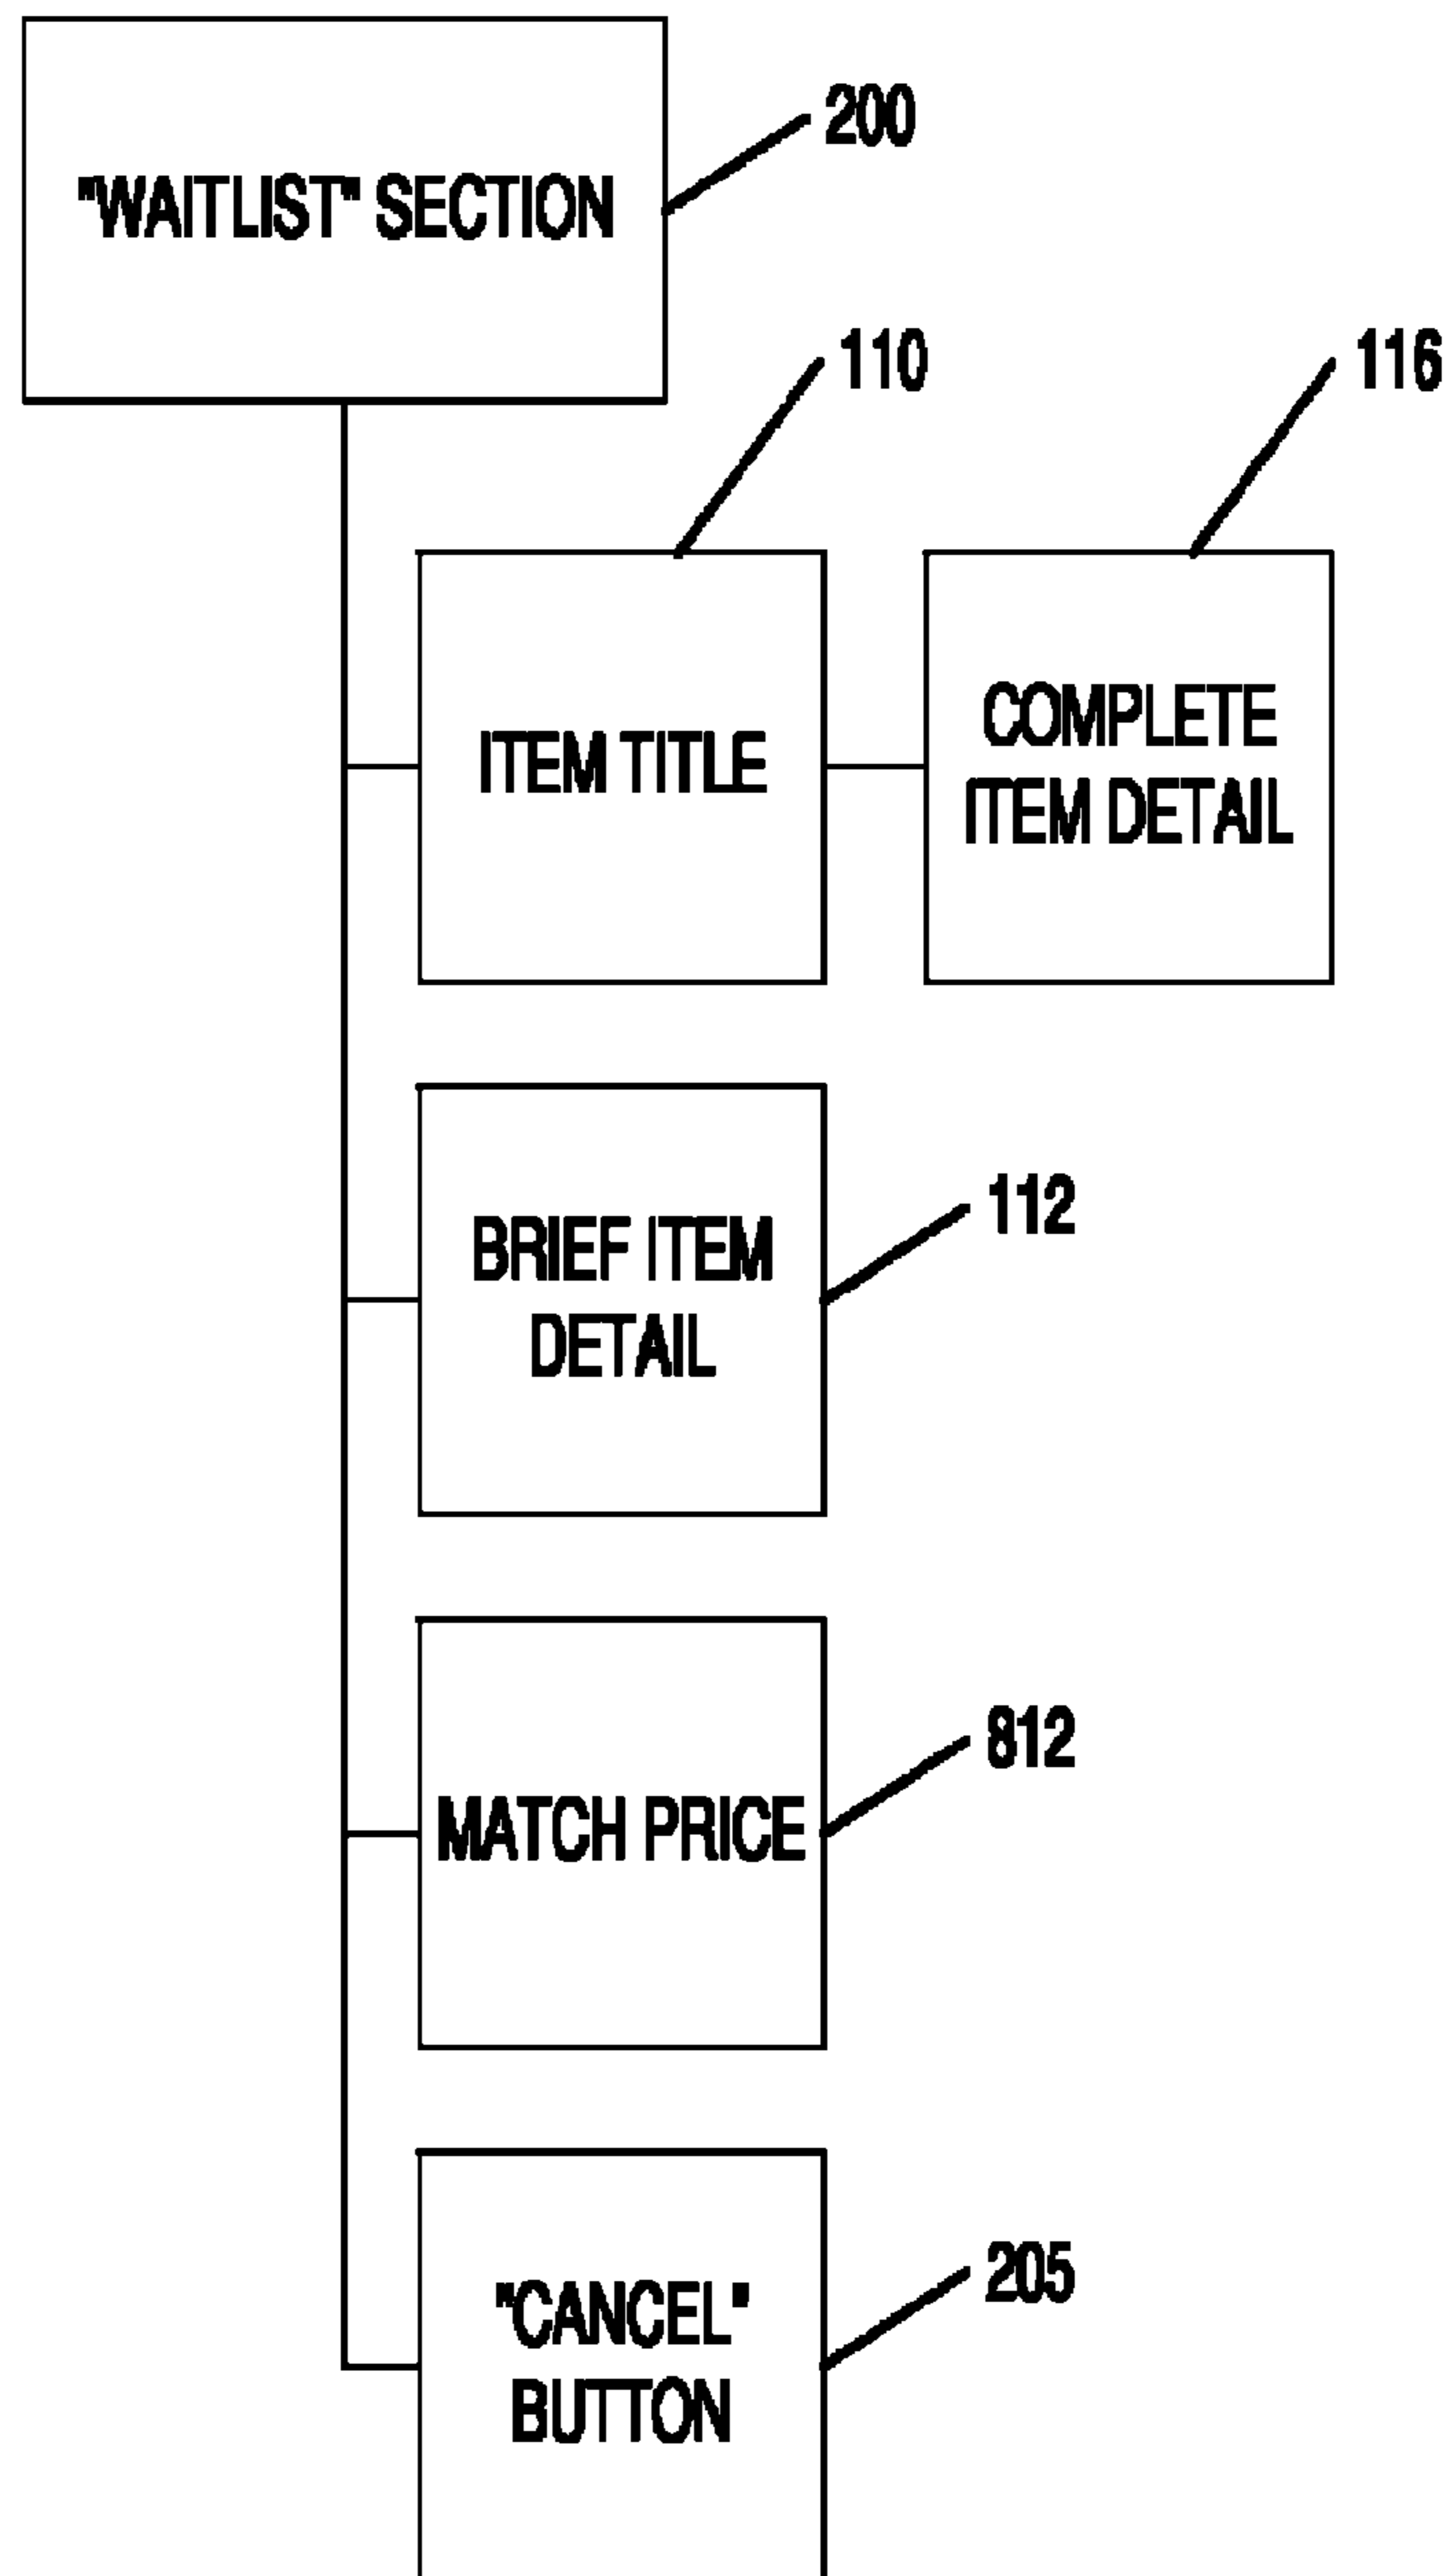 "WAITLIST" SECTION
200
110
116
ITEM TITLE
COMPLETE
ITEM DETAIL
BRIEF ITEM
DETAIL
112
MATCH PRICE
812
"CANCEL"
BUTTON
205